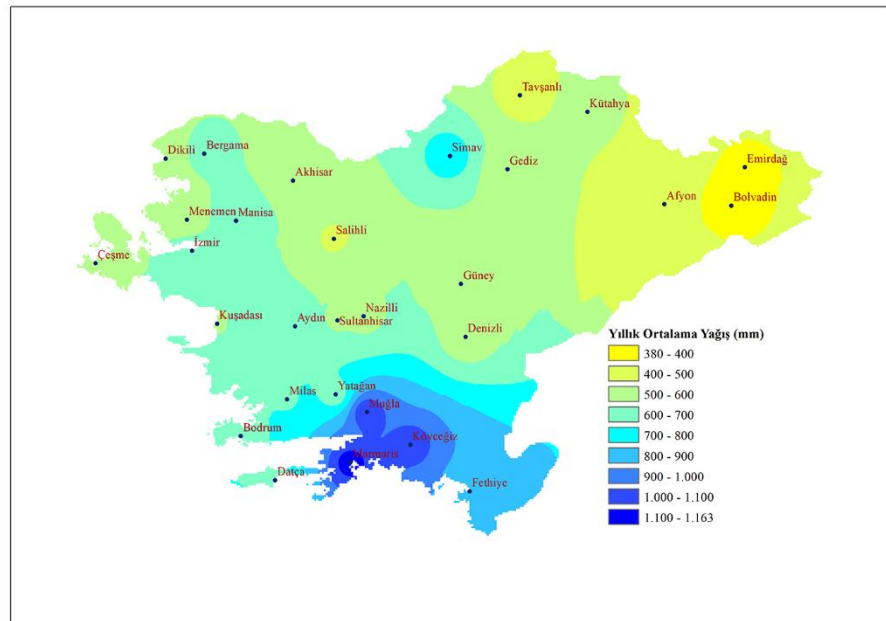 Tavşanlı
Kütahya
Bergama
Dikili
Simav
Gediz
Emirdağ
Akhisar
Afyon
Bolvadin
Menemen
Manisa
Salihli
İzmir
Çeşme
Güney
Kuşadası
Aydın
Sultanhisar
Nazilli
Denizli
Milas
Yatağan
Muğla
Bodrum
Köyceğiz
Marmaris
Datça
Fethiye
Yıllık Ortalama Yağış (mm)
380 - 400
400 - 500
500 - 600
600 - 700
700 - 800
800 - 900
900 - 1.000
1.000 - 1.100
1.100 - 1.163